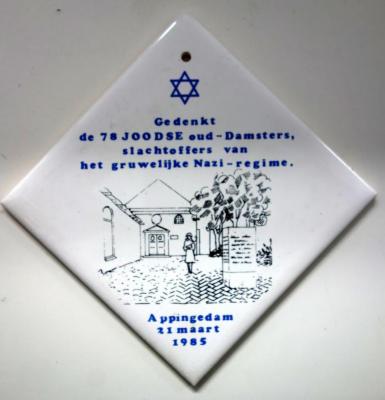 Gedenkt
de 78 JOODSE oud-Damsters,
slachtoffers van
het gruwelijke Nazi-regime.
Appingedam
21 maart
1985